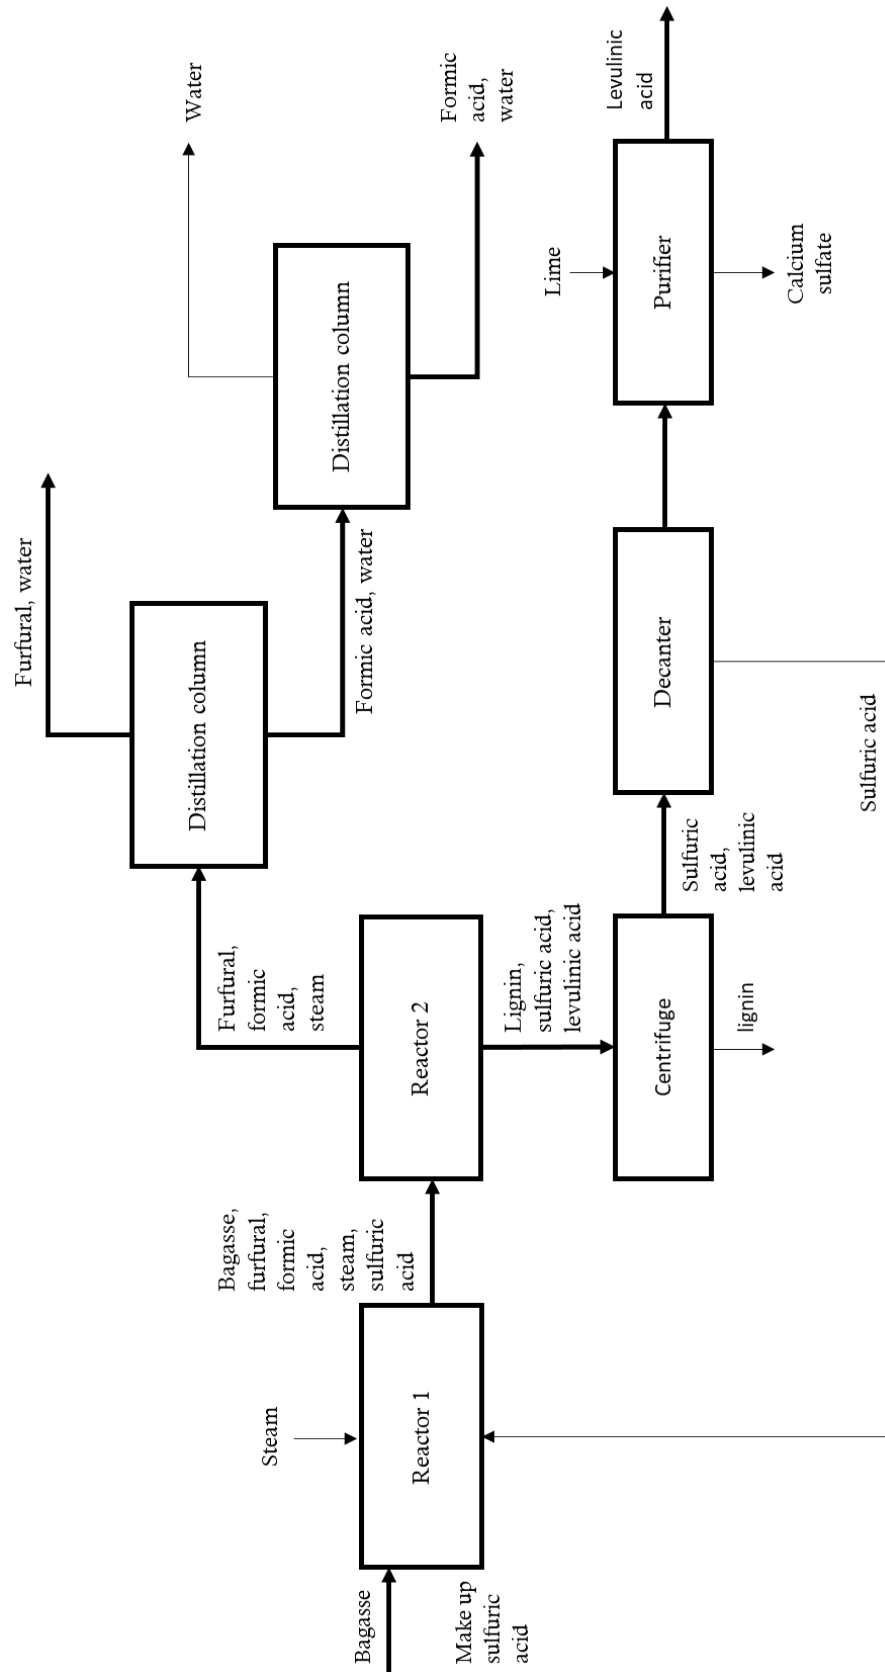 Bagasse
Make up
sulfuric
acid
Steam
Reactor 1
Bagasse,
furfural,
formic
acid,
steam,
sulfuric
acid
Reactor 2
Furfural,
formic
acid,
steam
Lignin,
sulfuric acid,
levulinic acid
Distillation column
Furfural, water
Formic acid, water
Distillation column
Water
Formic
acid,
water
Centrifuge
lignin
Sulfuric
acid,
levulinic
acid
Decanter
Sulfuric acid
Lime
Purifier
Calcium
sulfate
Levulinic
acid